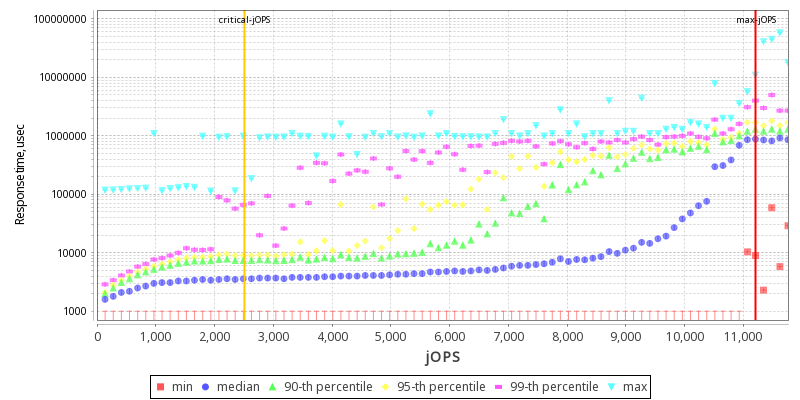 critical-jOPS max-jOPS
100000000
10000000
1000000
100000
10000
1000
Response time, usec
0 1,000 2,000 3,000 4,000 5,000 6,000 7,000 8,000 9,000 10,000 11,000
jOPS
min median 90-th percentile 95-th percentile 99-th percentile max